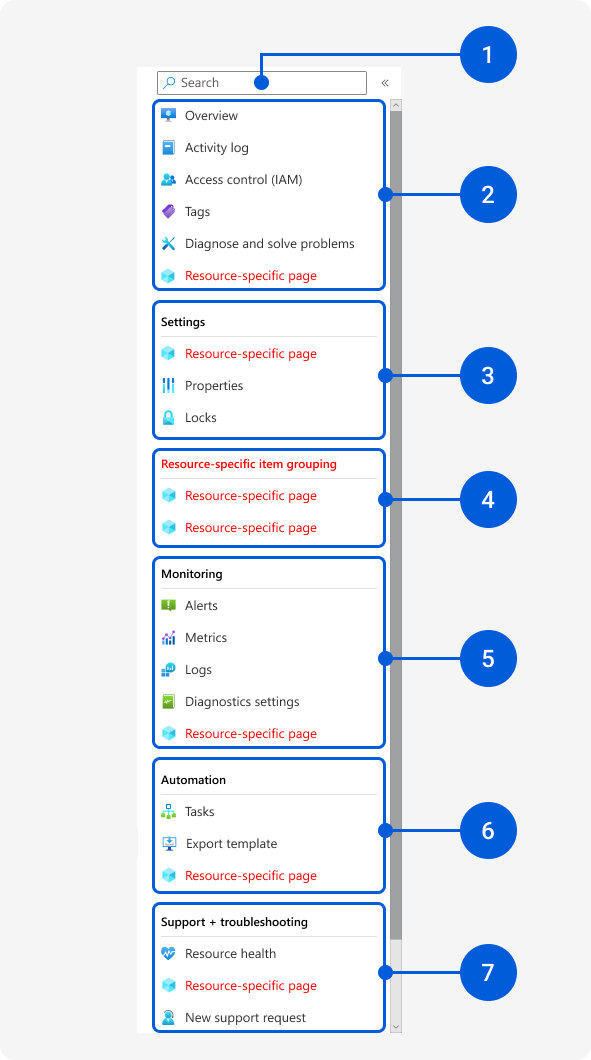 1
Search «
Overview
Activity log
Access control (IAM)
2
Tags
Diagnose and solve problems
Resource-specific page
Settings
Resource-specific page
3
Properties
Locks
Resource-specific item grouping
Resource-specific page
4
Resource-specific page
Monitoring
Alerts
Metrics
5
Logs
Diagnostics settings
Resource-specific page
Automation
Tasks
6
Export template
Resource-specific page
Support + troubleshooting
Resource health
7
Resource-specific page
New support request